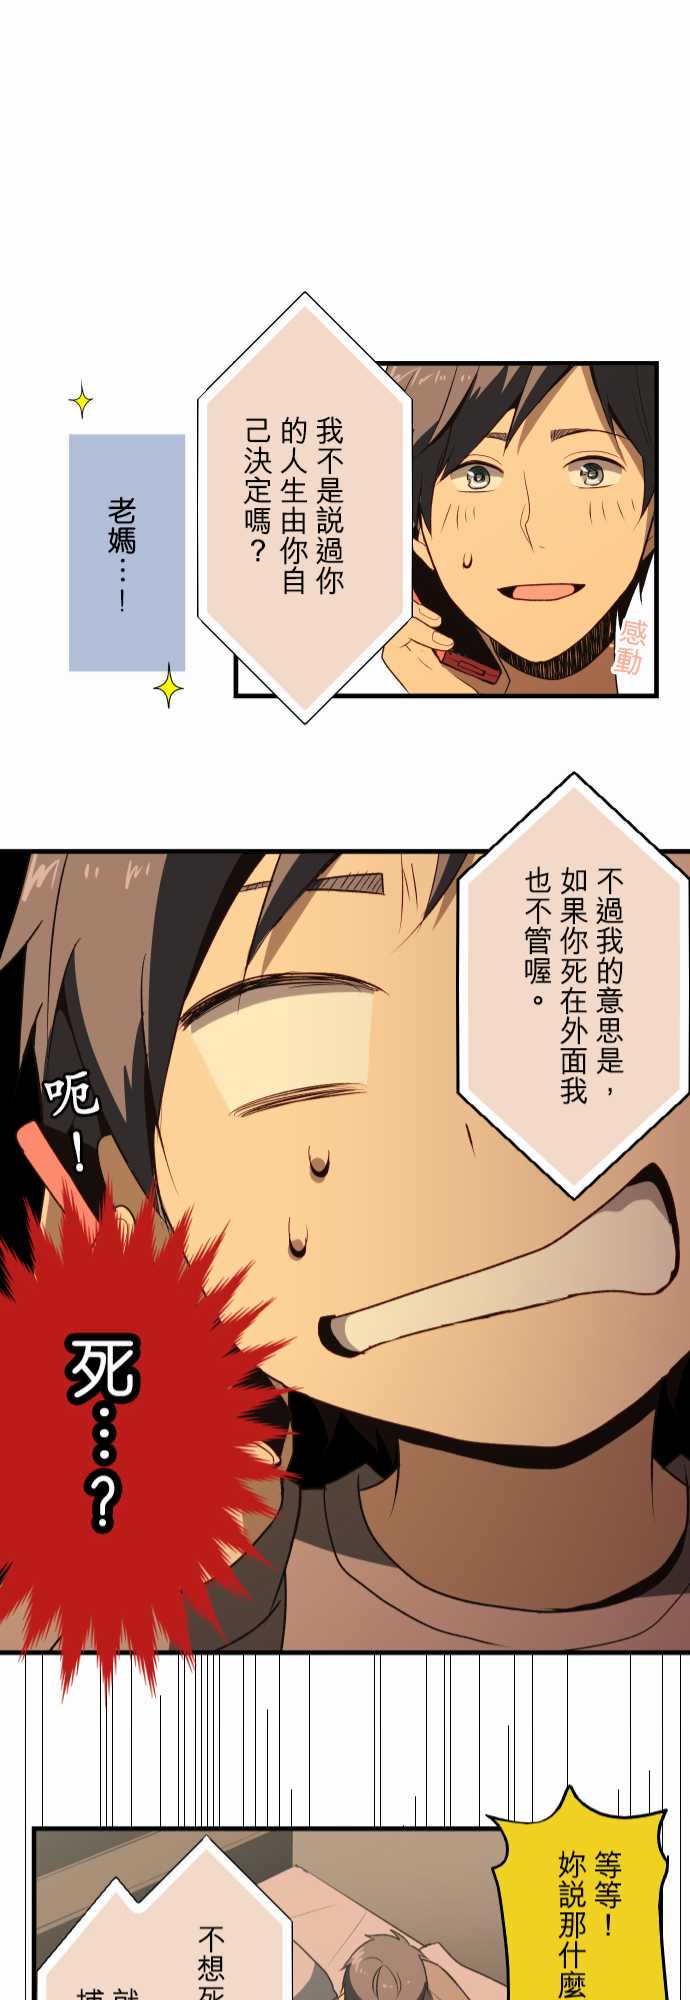 我不是說過你
的人生由你自
己決定嗎？
老媽…！
感動
不過我的意思是，
如果你死在外面我
也不管喔。
呃！
死…？
等等！
妳說那什麼
不想死
就